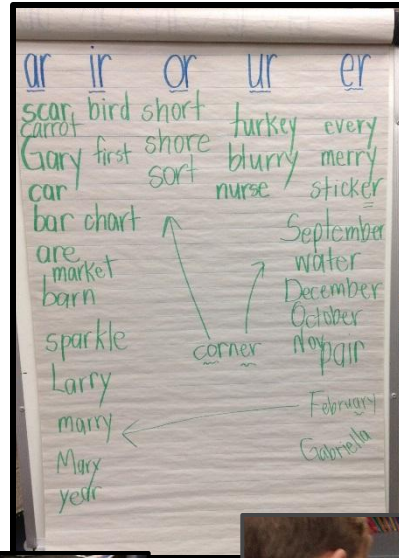 ar ir or ur er
scar bird short turkey every
carrot
Gary first shore blurry merry
car sort nurse sticker
bar chart
are
market
barn
sparkle
Larry
marry
Mary
year
corner
September
water
December
October
Nov
pair
February
Gabriella